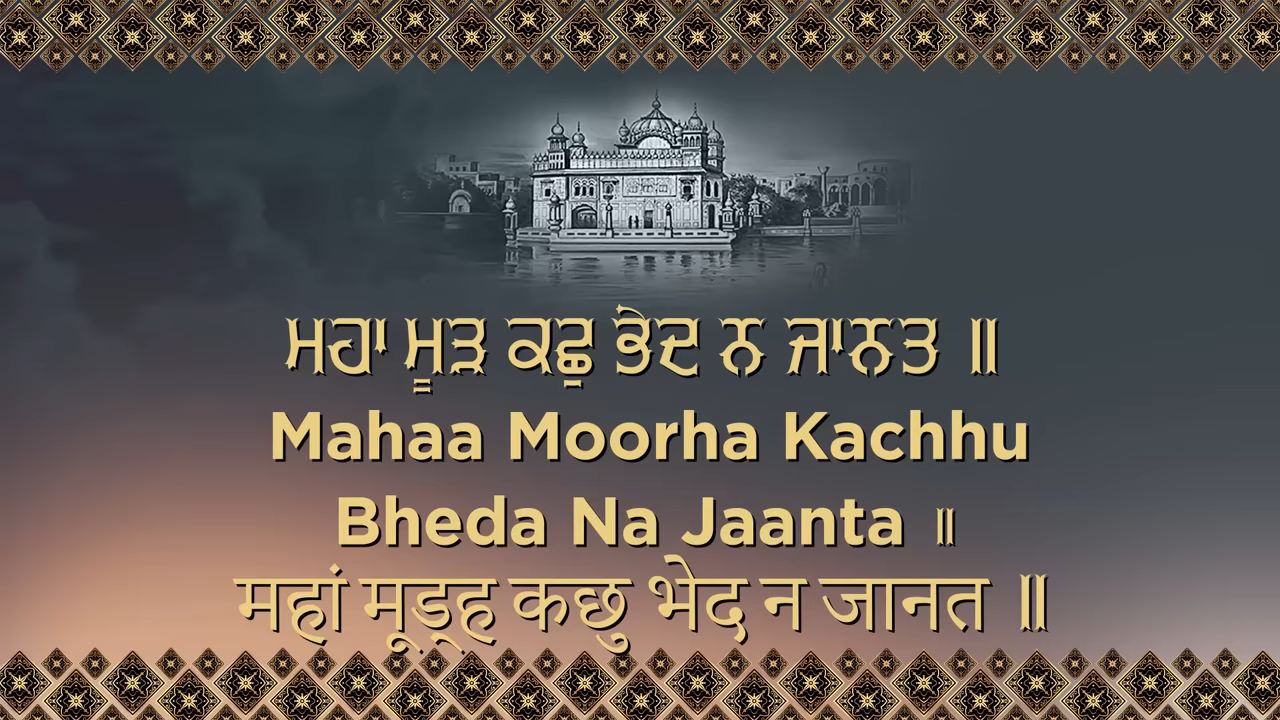 ਮਹਾ ਮੂੜ ਕਛੁ ਭੇਦ ਨ ਜਾਨਤ ॥
Mahaa Moorha Kachhu
Bheda Na Jaanta ॥
महां मूड़्ह कछु भेद न जानत ॥